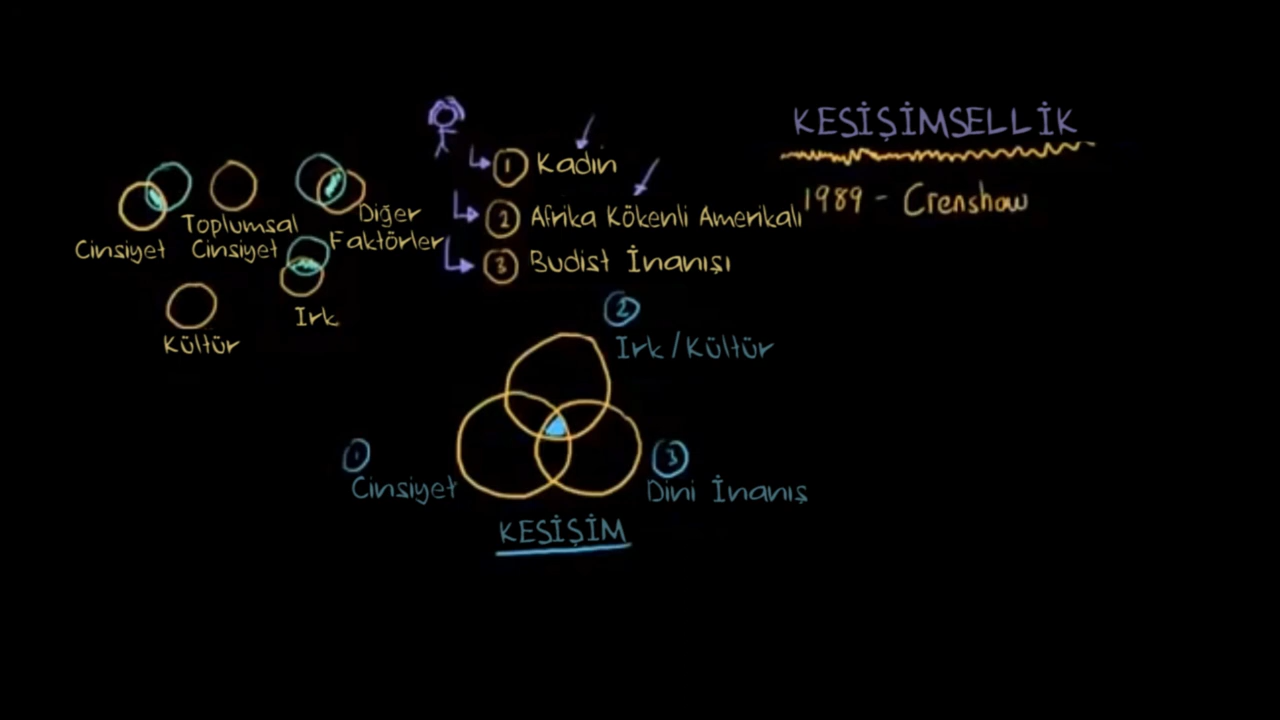 KESİŞİMSELLİK
1989 - Crenshaw
1 Kadın
2 Afrika Kökenli Amerikalı
3 Budist İnanışı
Cinsiyet
Toplumsal
Cinsiyet
Diğer
Faktörler
Irk
Kültür
2
Irk/Kültür
1
Cinsiyet
3
Dini İnanış
KESİŞİM